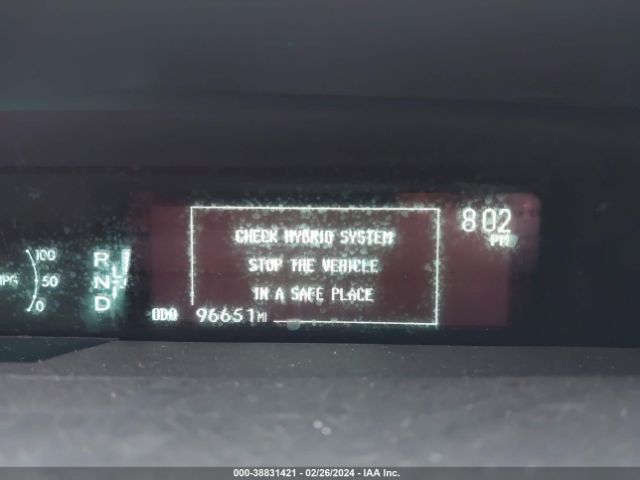 100
MPG 50
0
R
N
D
CHECK HYBRID SYSTEM
STOP THE VEHICLE
IN A SAFE PLACE
ODO 96651 MI
8:02
PM
000-38831421 - 02/26/2024 - IAA Inc.